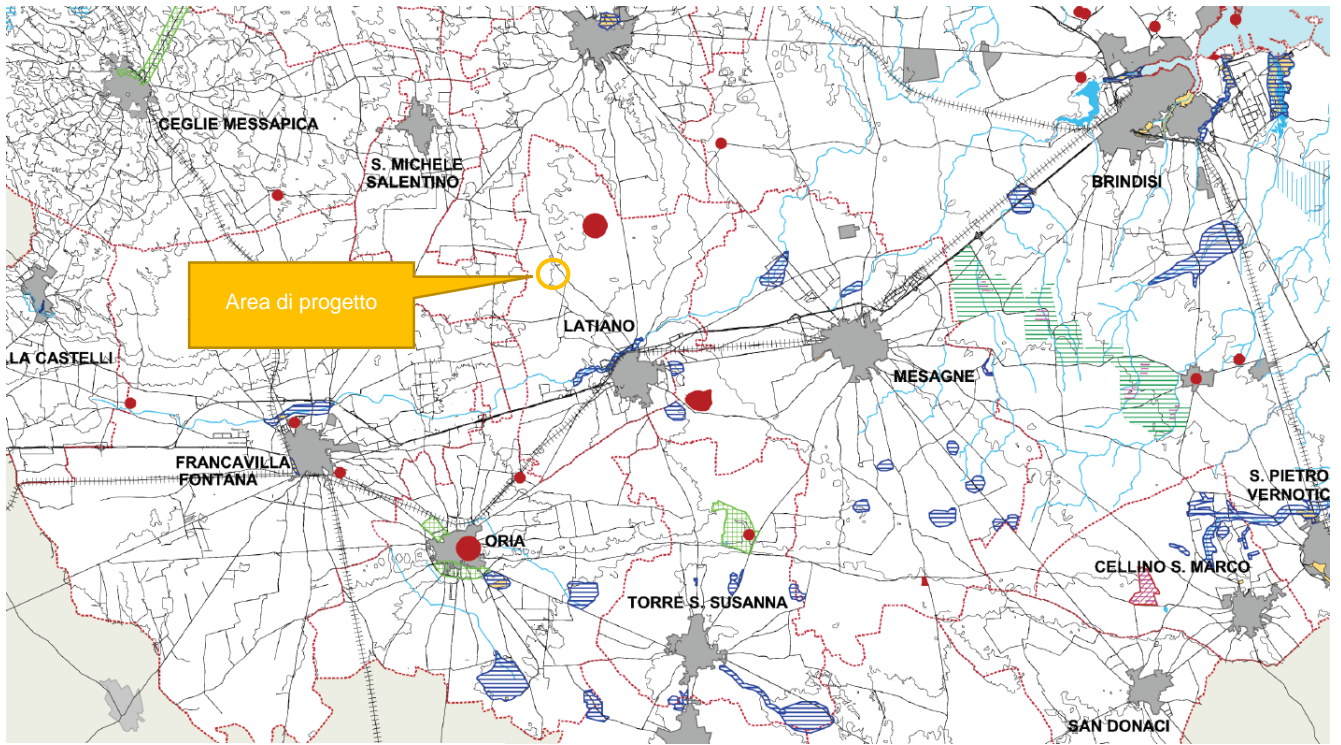 CEGLIE MESSAPICA
S. MICHELE
SALENTINO
BRINDISI
Area di progetto
LATIANO
LLA CASTELLI
MESAGNE
FRANCAVILLA
FONTANA
S. PIETRO
VERNOTIC
ORIA
CELLINO S. MARCO
TORRE S. SUSANNA
SAN DONACI